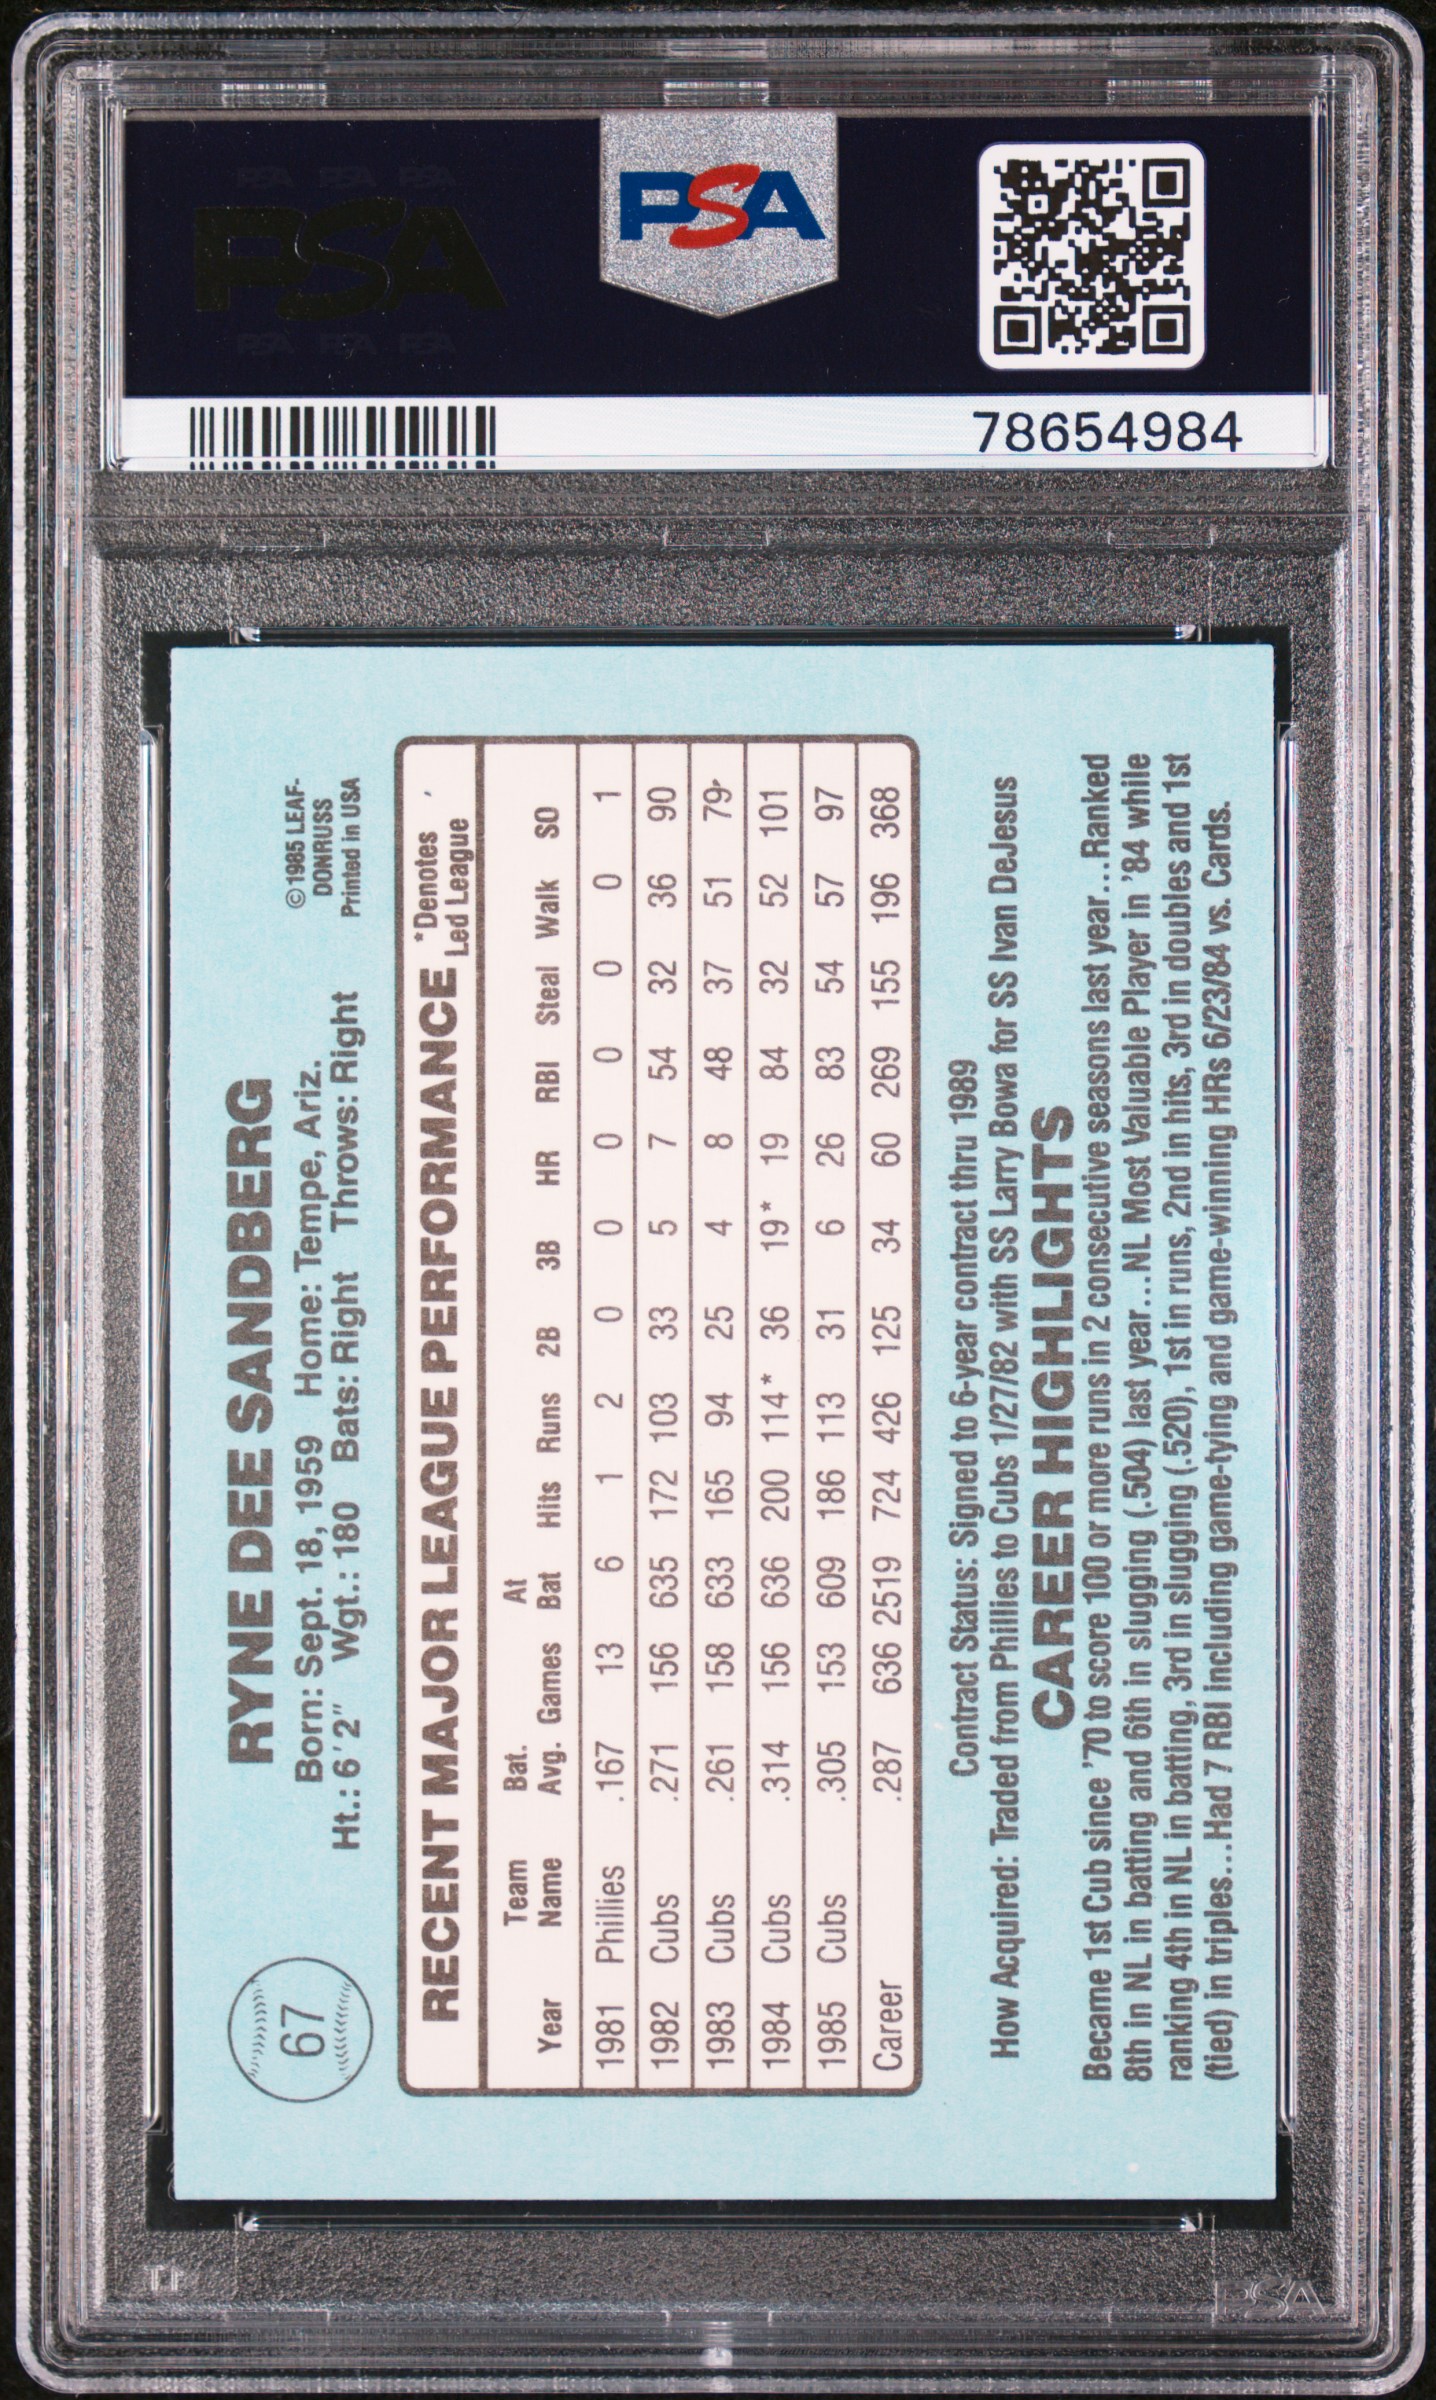 PSA PSA PSA
PSA
PSA PSA PSA
PSA
78654984
67
RYNE DEE SANDBERG
©1985 LEAF-
DONRUSS
Printed in USA
Born: Sept. 18, 1959 Home: Tempe, Ariz.
Ht.: 6'2" Wgt.: 180 Bats: Right Throws: Right
RECENT MAJOR LEAGUE PERFORMANCE
*Denotes
Led League
Team Bat. At
Year Name Avg. Games Bat Hits Runs 2B 3B HR RBI Steal Walk SO
1981 Phillies .167 13 6 1 2 0 0 0 0 0 0 1
1982 Cubs .271 156 635 172 103 33 5 7 54 32 36 90
1983 Cubs .261 158 633 165 94 25 4 8 48 37 51 79
1984 Cubs .314 156 636 200 114* 36 19* 19 84 32 52 101
1985 Cubs .305 153 609 186 113 31 6 26 83 54 57 97
Career .287 636 2519 724 426 125 34 60 269 155 196 368
Contract Status: Signed to 6-year contract thru 1989
How Acquired: Traded from Phillies to Cubs 1/27/82 with SS Larry Bowa for SS Ivan DeJesus
CAREER HIGHLIGHTS
Became 1st Cub since '70 to score 100 or more runs in 2 consecutive seasons last year...Ranked
8th in NL in batting and 6th in slugging (.504) last year...NL Most Valuable Player in '84 while
ranking 4th in NL in batting, 3rd in slugging (.520), 1st in runs, 2nd in hits, 3rd in doubles and 1st
(tied) in triples...Had 7 RBI including game-tying and game-winning HRs 6/23/84 vs. Cards.
PSA